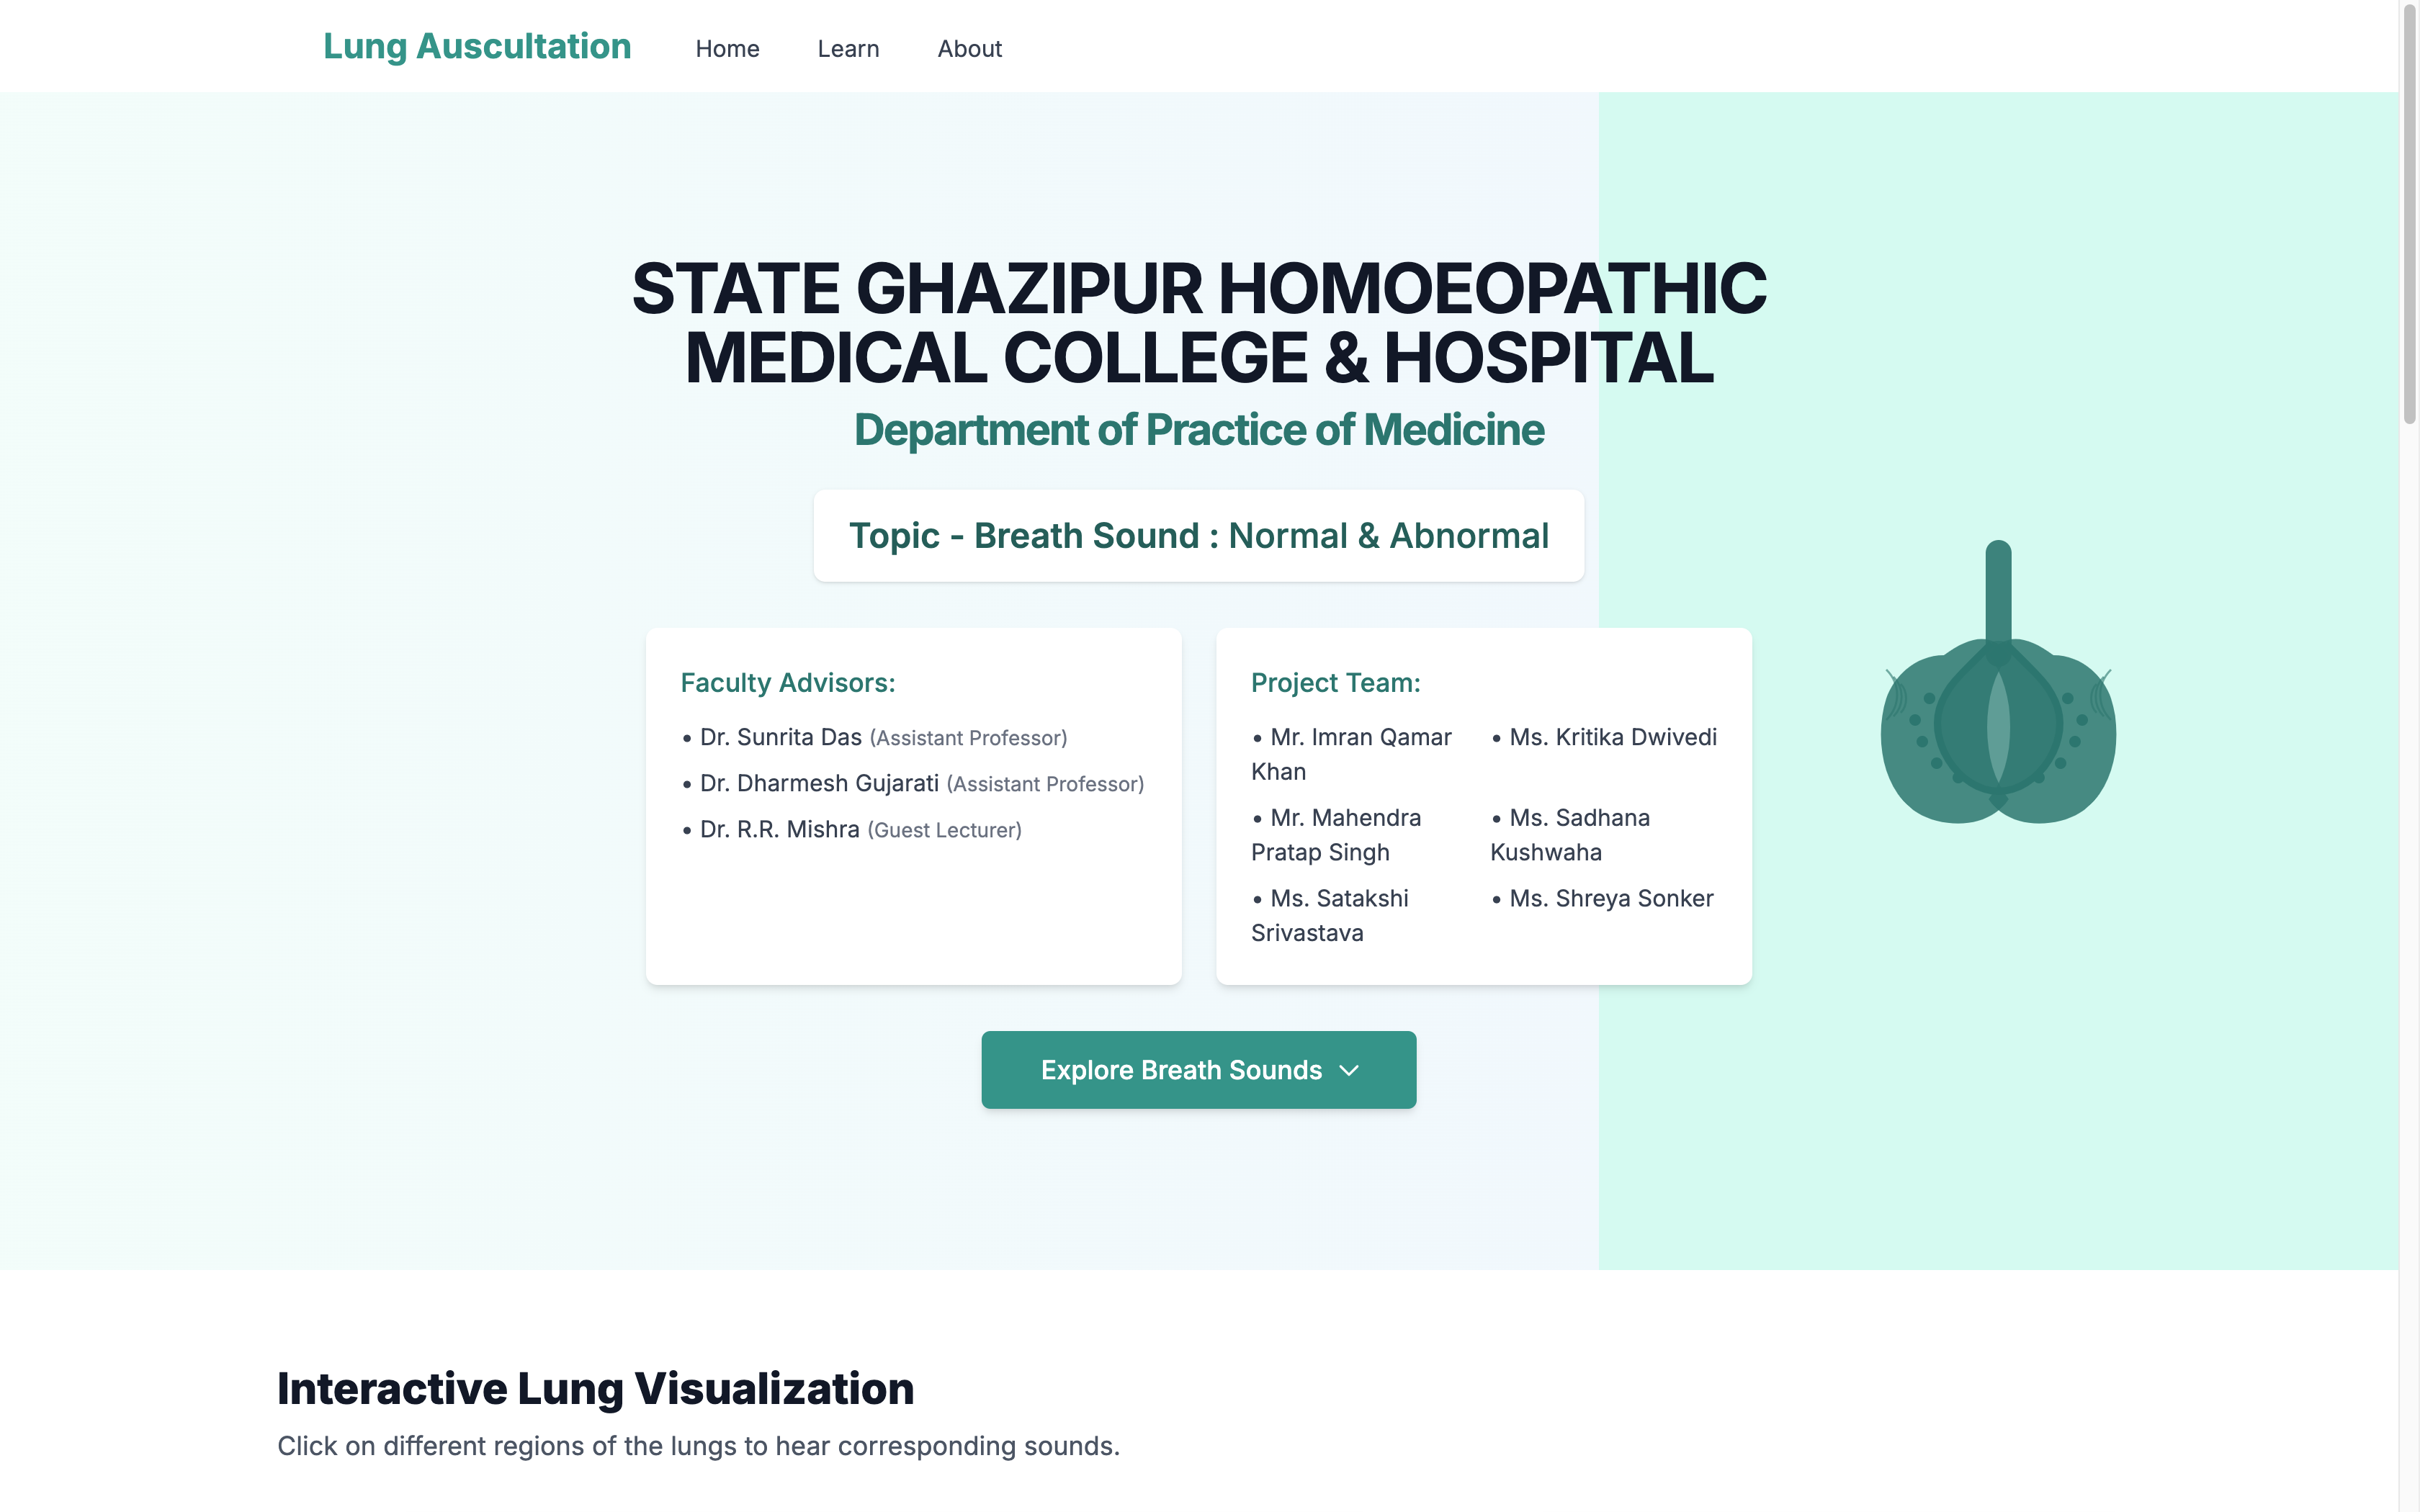 Lung Auscultation
Home
Learn
About
STATE GHAZIPUR HOMOEOPATHIC
MEDICAL COLLEGE & HOSPITAL
Department of Practice of Medicine
Topic - Breath Sound : Normal & Abnormal
Faculty Advisors:
• Dr. Sunrita Das (Assistant Professor)
• Dr. Dharmesh Gujarati (Assistant Professor)
• Dr. R.R. Mishra (Guest Lecturer)
Project Team:
• Mr. Imran Qamar
Khan
• Ms. Kritika Dwivedi
• Mr. Mahendra
Pratap Singh
• Ms. Sadhana
Kushwaha
• Ms. Satakshi
Srivastava
• Ms. Shreya Sonker
Explore Breath Sounds
Interactive Lung Visualization
Click on different regions of the lungs to hear corresponding sounds.